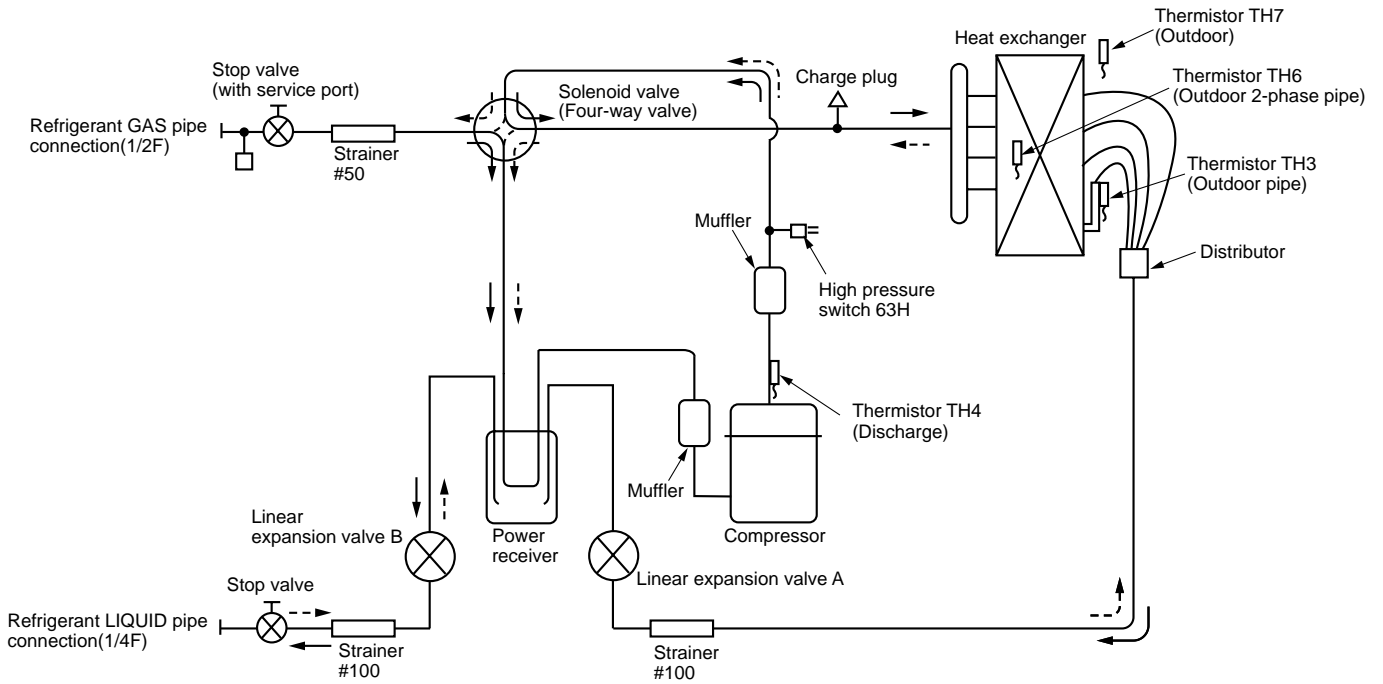 Thermistor TH7
(Outdoor)
Heat exchanger
Stop valve
(with service port)
Charge plug
Thermistor TH6
(Outdoor 2-phase pipe)
Solenoid valve
(Four-way valve)
Refrigerant GAS pipe
connection(1/2F)
Strainer
#50
Thermistor TH3
(Outdoor pipe)
Muffler
Distributor
High pressure
switch 63H
Thermistor TH4
(Discharge)
Muffler
Linear
expansion valve B
Power
receiver
Compressor
Linear expansion valve A
Stop valve
Refrigerant LIQUID pipe
connection(1/4F)
Strainer
#100
Strainer
#100